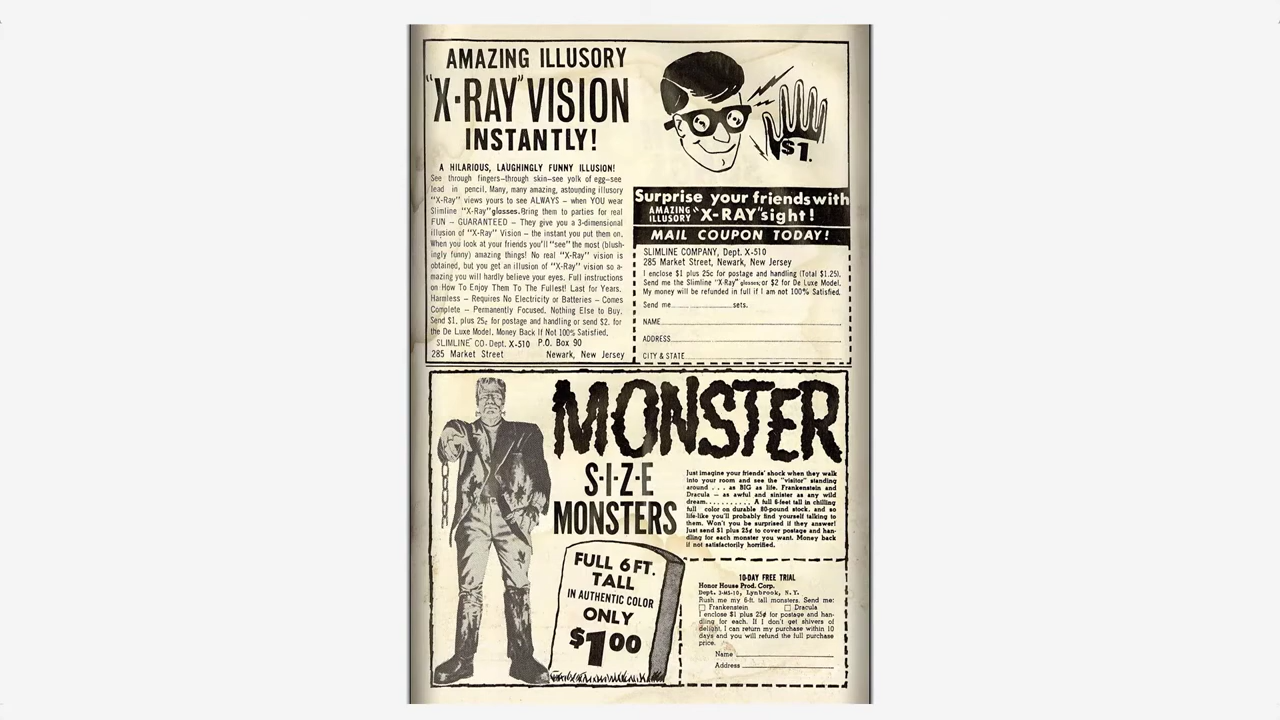 AMAZING ILLUSORY
"X-RAY" VISION
INSTANTLY!
A HILARIOUS, LAUGHINGLY FUNNY ILLUSION!
See through fingers—through skin—see yolk of egg—see
lead in pencil. Many, many amazing, astounding illusory
"X-Ray" views yours to see ALWAYS — when YOU wear
Slimline "X-Ray" glasses. Bring them to parties for real
FUN — GUARANTEED — They give you a 3-dimensional
illusion of "X-Ray" Vision — the instant you put them on.
When you look at your friends you'll "see" the most (blush-
ingly funny) amazing things! No real "X-Ray" vision is
obtained, but you get an illusion of "X-Ray" vision so a-
mazing you will hardly believe your eyes. Full instructions
on How To Enjoy Them To The Fullest! Last for Years.
Harmless — Requires No Electricity or Batteries — Comes
Complete — Permanently Focused. Nothing Else to Buy.
Send $1. plus 25¢ for postage and handling or send $2. for
the De Luxe Model. Money Back If Not 100% Satisfied.
SLIMLINE CO. Dept. X-510 P.O. Box 90
285 Market Street Newark, New Jersey
$1.
Surprise your friends with
AMAZING ILLUSORY "X-RAY" sight!
MAIL COUPON TODAY!
SLIMLINE COMPANY, Dept. X-510
285 Market Street, Newark, New Jersey
I enclose $1 plus 25c for postage and handling (Total $1.25).
Send me the Slimline "X-Ray" glasses, or $2 for De Luxe Model.
My money will be refunded in full if I am not 100% Satisfied.
Send me sets.
NAME
ADDRESS
CITY & STATE
MONSTER
S·I·Z·E
MONSTERS
FULL 6 FT.
TALL
IN AUTHENTIC COLOR
ONLY
$1.00
Just imagine your friends' shock when they walk
into your room and see the "visitor" standing
around . . . as BIG as life. Frankenstein and
Dracula — as awful and sinister as any wild
dream. . . . . . . . . . A full 6-feet tall in chilling
full color on durable 80-pound stock. and so
life-like you'll probably find yourself talking to
them. Won't you be surprised if they answer!
Just send $1 plus 25¢ to cover postage and han-
dling for each monster you want. Money back
if not satisfactorily horrified.
10-DAY FREE TRIAL
Honor House Prod. Corp.
Dept. 3-MS-10, Lynbrook, N. Y.
Rush me my 6-ft. tall monsters. Send me:
Frankenstein Dracula
I enclose $1 plus 25¢ for postage and han-
dling for each. If I don't get shivers of
delight, I can return my purchase within 10
days and you will refund the full purchase
price.
Name
Address